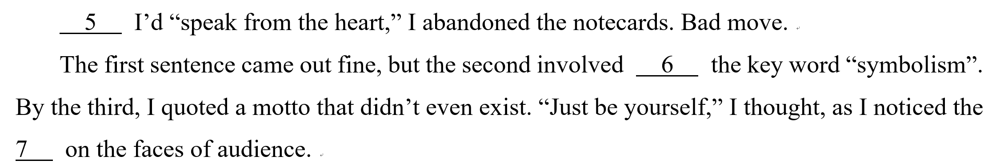 5 I’d “speak from the heart,” I abandoned the notecards. Bad move.
The first sentence came out fine, but the second involved 6 the key word “symbolism”.
By the third, I quoted a motto that didn’t even exist. “Just be yourself,” I thought, as I noticed the
7 on the faces of audience.